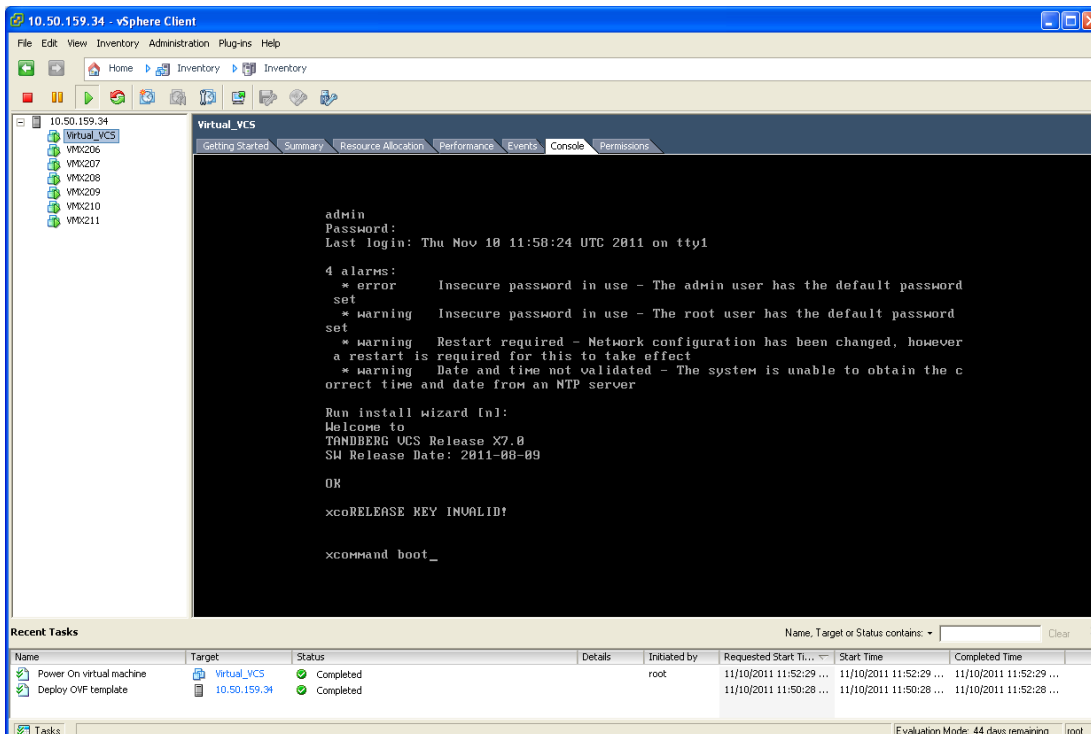 10.50.159.34 - vSphere Client
File Edit View Inventory Administration Plug-ins Help
Home Inventory Inventory
10.50.159.34
Virtual_VCS
VMX206
VMX207
VMX208
VMX209
VMX210
VMX211
Virtual_VCS
Getting Started Summary Resource Allocation Performance Events Console Permissions
admin
Password:
Last login: Thu Nov 10 11:58:24 UTC 2011 on tty1
4 alarms:
* error Insecure password in use - The admin user has the default password
set
* warning Insecure password in use - The root user has the default password
set
* warning Restart required - Network configuration has been changed, however
a restart is required for this to take effect
* warning Date and time not validated - The system is unable to obtain the c
orrect time and date from an NTP server
Run install wizard [n]:
Welcome to
TANDBERG VCS Release X7.0
SW Release Date: 2011-08-09
OK
xcoRELEASE KEY INVALID!
xcommand boot_
Recent Tasks
Name, Target or Status contains: Clear
Name Target Status Details Initiated by Requested Start Ti... Start Time Completed Time
Power On virtual machine Virtual_VCS Completed root 11/10/2011 11:52:29 ... 11/10/2011 11:52:29 ... 11/10/2011 11:52:29 ...
Deploy OVF template 10.50.159.34 Completed 11/10/2011 11:50:28 ... 11/10/2011 11:50:28 ... 11/10/2011 11:52:28 ...
Tasks Evaluation Mode: 44 days remaining root